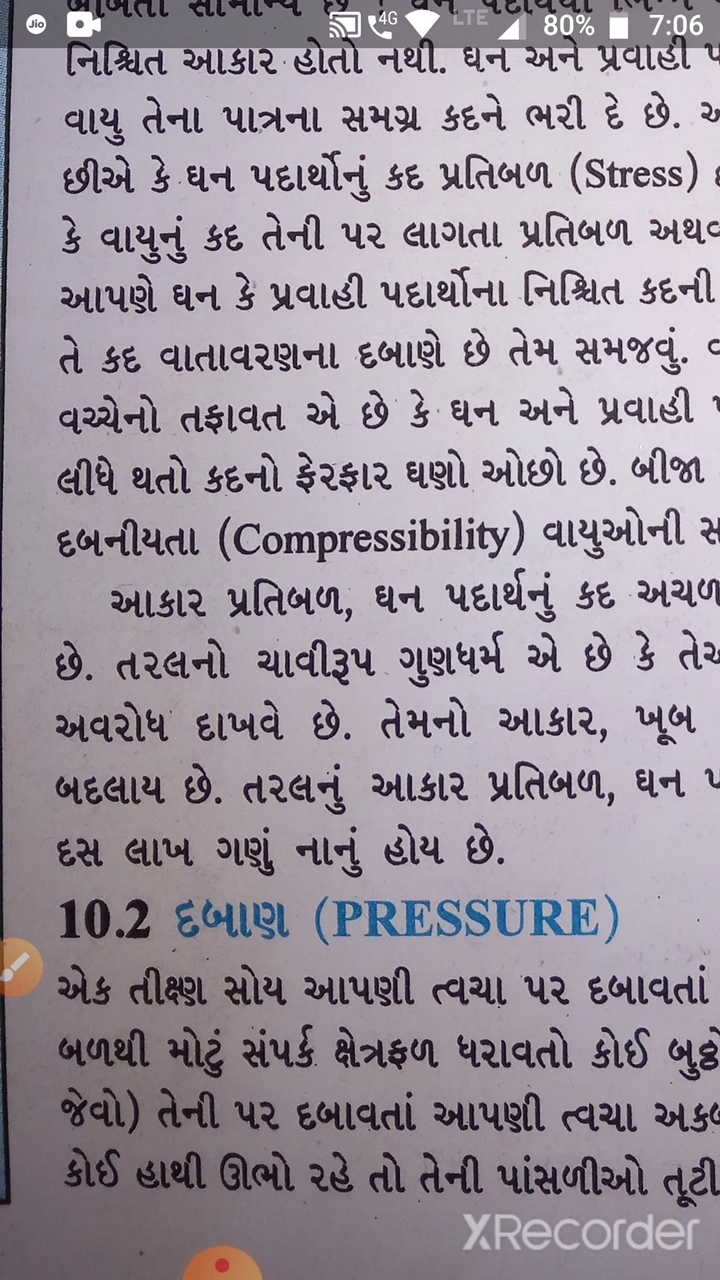 Jio 4G LTE 80% 7:06
નિશ્ચિત આકાર હોતો નથી. ઘન અને પ્રવાહી
વાયુ તેના પાત્રના સમગ્ર કદને ભરી દે છે.
છીએ કે ઘન પદાર્થોનું કદ પ્રતિબળ (Stress)
કે વાયુનું કદ તેની પર લાગતા પ્રતિબળ
આપણે ઘન કે પ્રવાહી પદાર્થોના નિશ્ચિત કદની
તે કદ વાતાવરણના દબાણે છે તેમ સમજવું.
વચ્ચેનો તફાવત એ છે કે ઘન અને પ્રવાહી
લીધે થતો કદનો ફેરફાર ઘણો ઓછો છે. બીજા
દબનીયતા (Compressibility) વાયુઓની
આકાર પ્રતિબળ, ઘન પદાર્થનું કદ
છે. તરલનો ચાવીરૂપ ગુણધર્મ એ છે કે
અવરોધ દાખવે છે. તેમનો આકાર, ખૂબ
બદલાય છે. તરલનું આકાર પ્રતિબળ, ઘન
દસ લાખ ગણું નાનું હોય છે.
10.2 દબાણ (PRESSURE)
એક તીક્ષ્ણ સોય આપણી ત્વચા પર દબાવતાં
બળથી મોટું સંપર્ક ક્ષેત્રફળ ધરાવતો કોઈ
જેવો) તેની પર દબાવતાં આપણી ત્વચા
કોઈ હાથી ઊભો રહે તો તેની પાંસળીઓ તૂટી
XRecorder